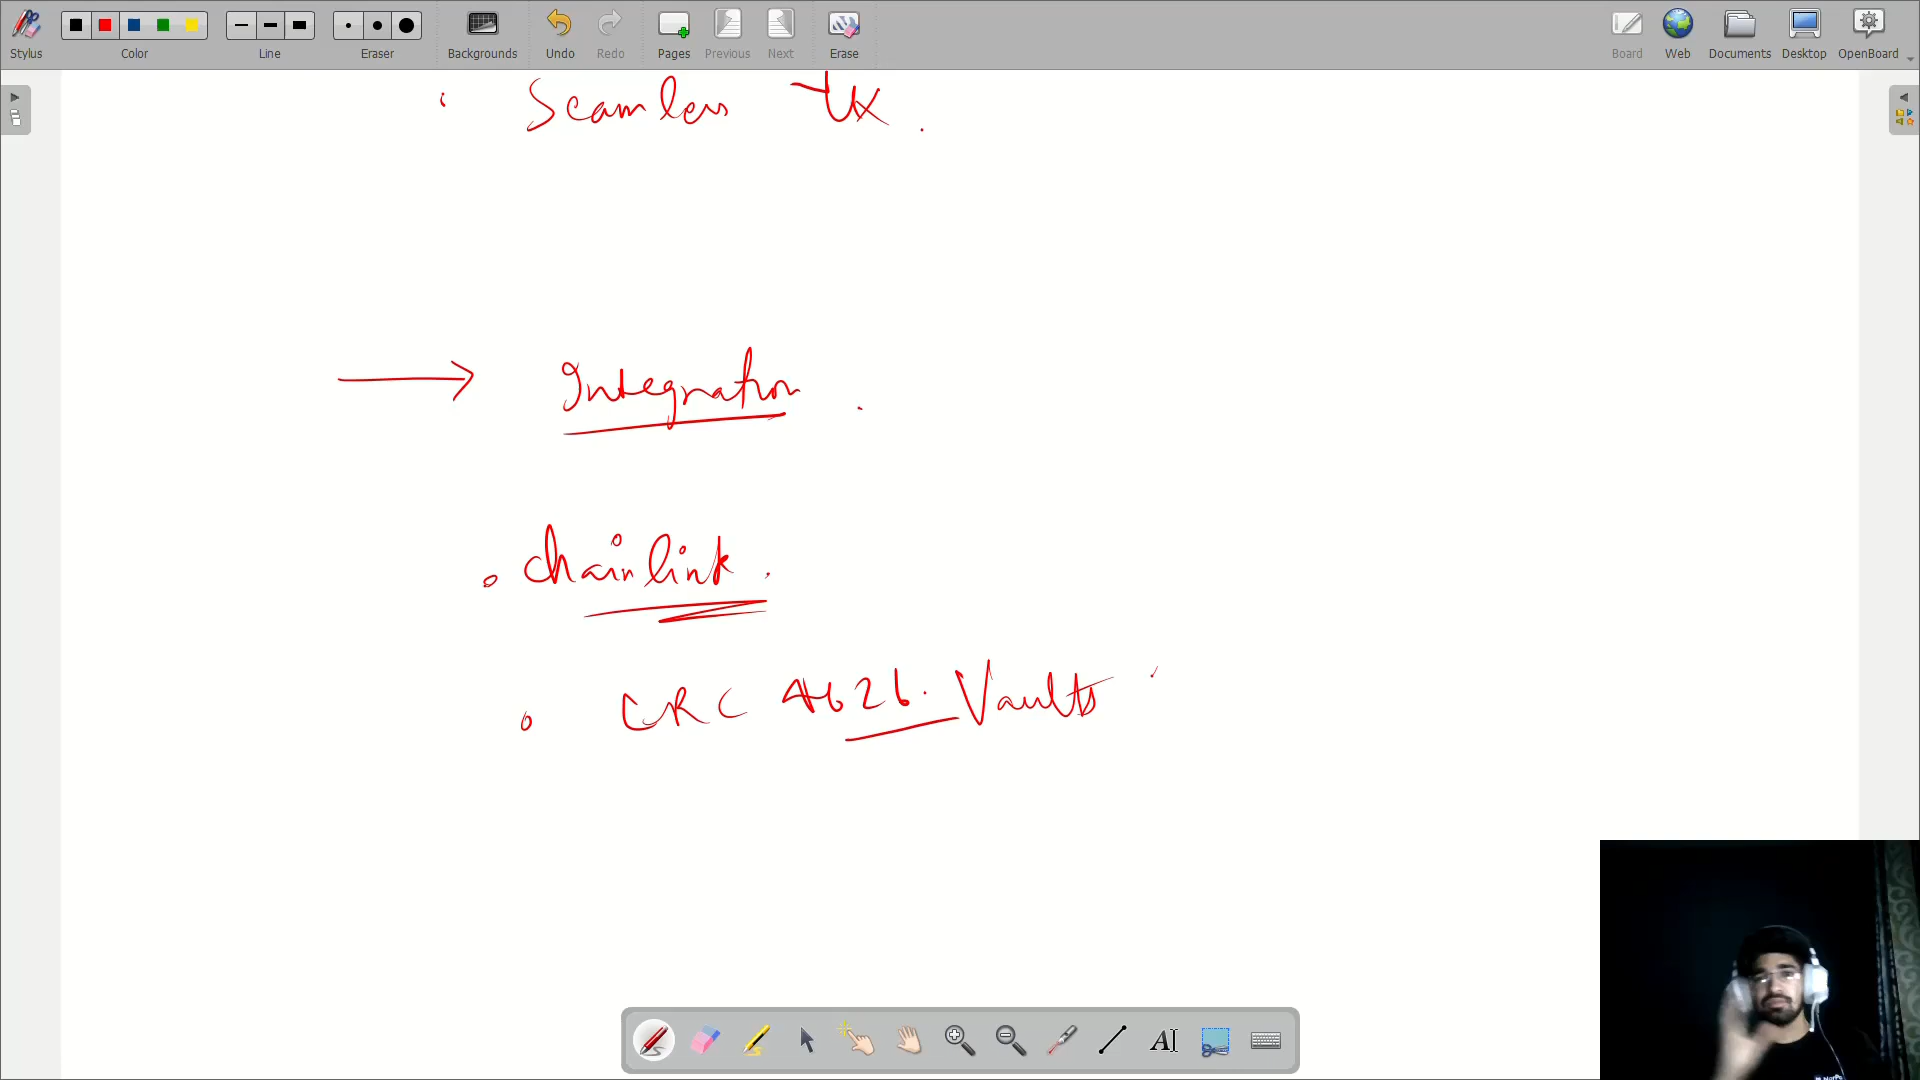 Stylus Color Line Eraser Backgrounds Undo Redo Pages Previous Next Erase Board Web Documents Desktop OpenBoard
Seamless Tx.
Integration.
chainlink.
ERC 4626. Vaults
AI